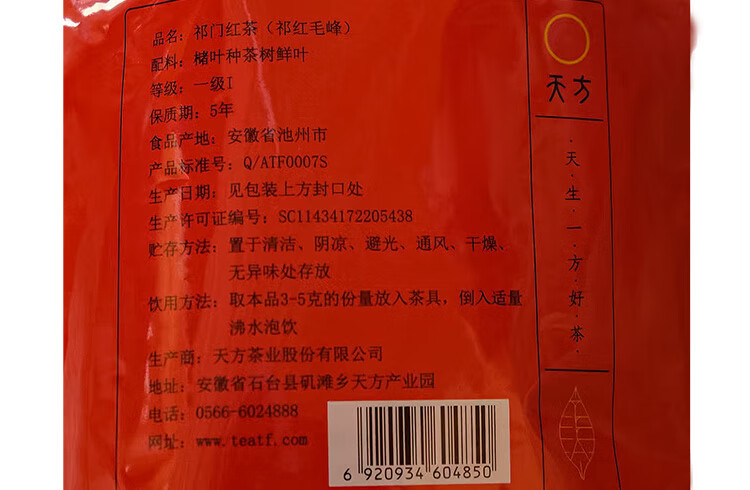 品名：祁门红茶（祁红毛峰）
配料：槠叶种茶树鲜叶
等级：一级I
保质期：5年
食品产地：安徽省池州市
产品标准号：Q/ATF0007S
生产日期：见包装上方封口处
生产许可证编号：SC11434172205438
贮存方法：置于清洁、阴凉、避光、通风、干燥、
无异味处存放
饮用方法：取本品3-5克的份量放入茶具，倒入适量
沸水泡饮
生产商：天方茶业股份有限公司
地址：安徽省石台县矶滩乡天方产业园
电话：0566-6024888
网址：www.teatf.com
6 920934 604850
天方
·天·生·一·方·好·茶·